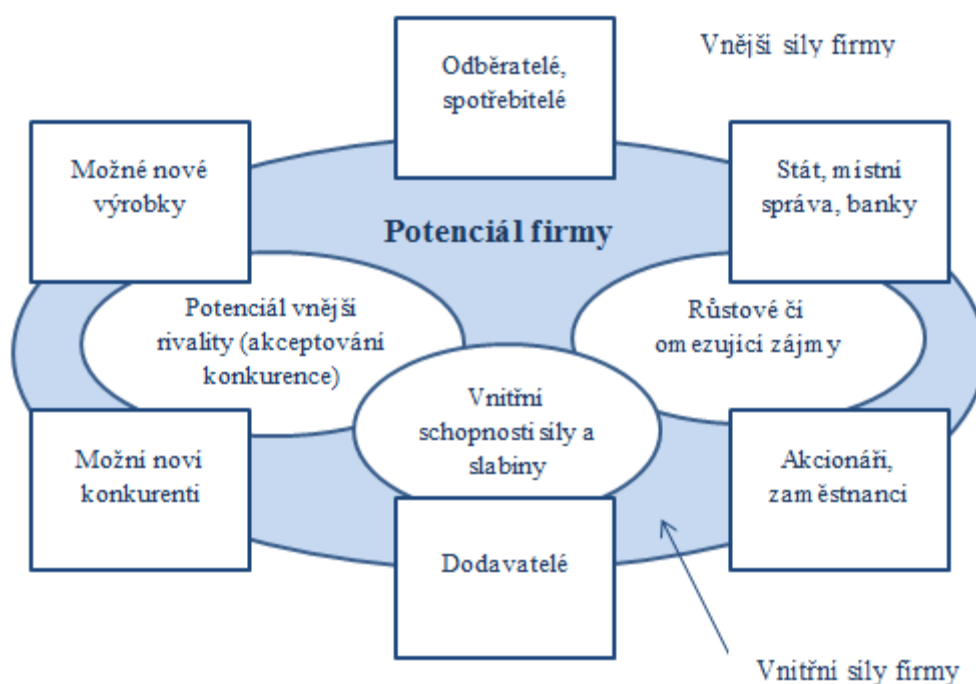 Vnější síly firmy
Odběratelé,
spotřebitelé
Možné nové
výrobky
Stát, místní
správa, banky
Potenciál firmy
Potenciál vnější
rivality (akceptování
konkurence)
Růstové čí
omezující zájmy
Vnitřní
schopnosti síly a
slabiny
Možní noví
konkurenti
Akcionáři,
zaměstnanci
Dodavatelé
Vnitřní síly firmy